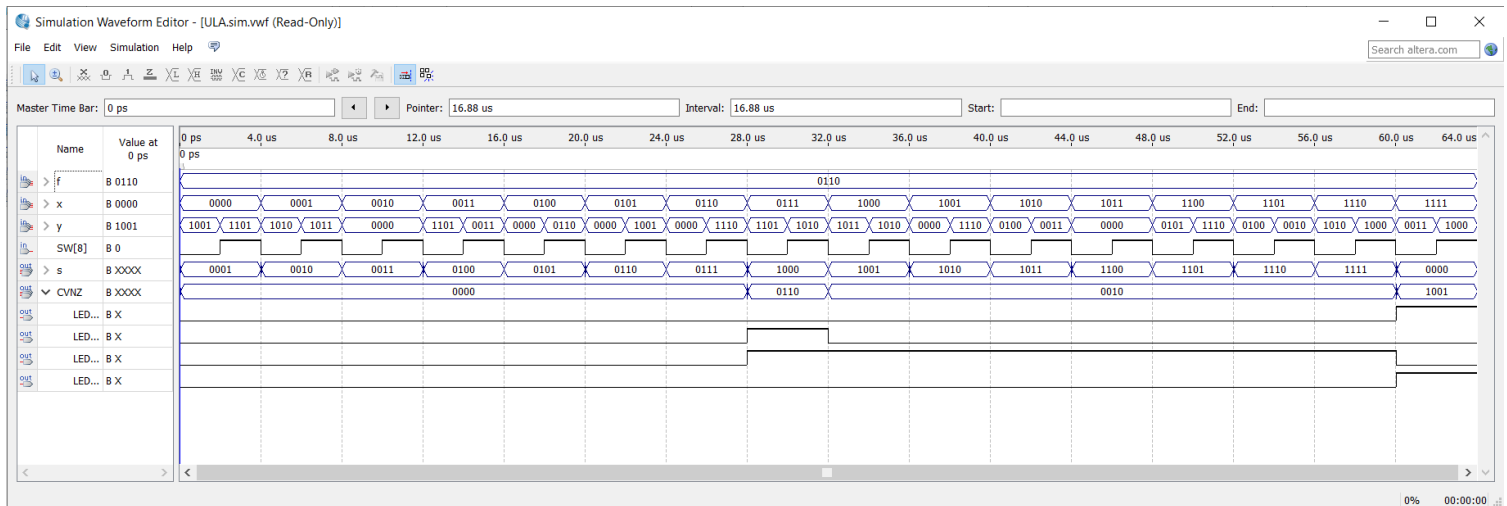 Simulation Waveform Editor - [ULA.sim.vwf (Read-Only)]
File Edit View Simulation Help
Search altera.com
Master Time Bar: 0 ps Pointer: 16.88 us Interval: 16.88 us Start: End:
Name Value at 0 ps
0 ps 4.0 us 8.0 us 12.0 us 16.0 us 20.0 us 24.0 us 28.0 us 32.0 us 36.0 us 40.0 us 44.0 us 48.0 us 52.0 us 56.0 us 60.0 us 64.0 us
0 ps
f B 0110 0110
x B 0000 0000 0001 0010 0011 0100 0101 0110 0111 1000 1001 1010 1011 1100 1101 1110 1111
y B 1001 1001 1101 1010 1011 0000 1101 0011 0000 0110 0000 1001 0000 1110 1101 1010 1011 1010 0000 1110 0100 0011 0000 0101 1110 0100 0010 1010 1000 0011 1000
SW[8] B 0
s B XXXX 0001 0010 0011 0100 0101 0110 0111 1000 1001 1010 1011 1100 1101 1110 1111 0000
CVNZ B XXXX 0000 0110 0010 1001
LED... B X
LED... B X
LED... B X
LED... B X
0% 00:00:00